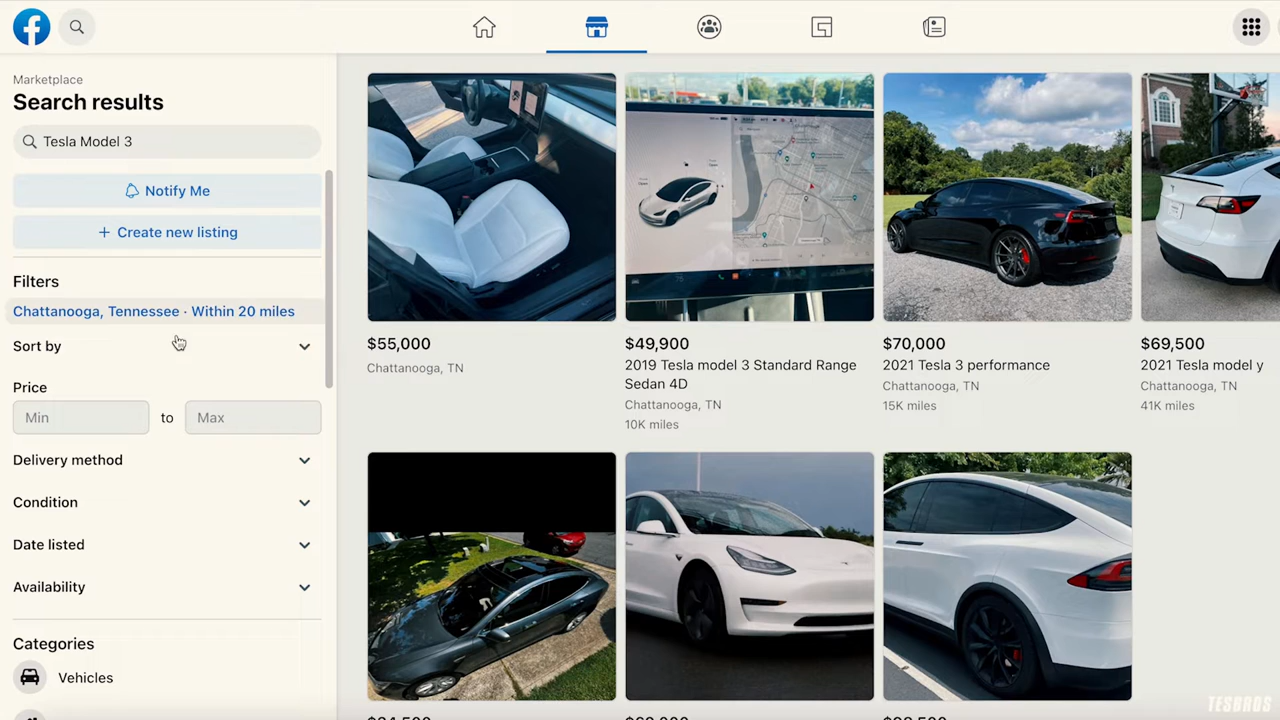 Marketplace
Search results
Tesla Model 3
Notify Me
+ Create new listing
Filters
Chattanooga, Tennessee · Within 20 miles
Sort by
Price
Min
to
Max
Delivery method
Condition
Date listed
Availability
Categories
Vehicles
$55,000
Chattanooga, TN
$49,900
2019 Tesla model 3 Standard Range
Sedan 4D
Chattanooga, TN
10K miles
$70,000
2021 Tesla 3 performance
Chattanooga, TN
15K miles
$69,500
2021 Tesla model y
Chattanooga, TN
41K miles
TESBROS